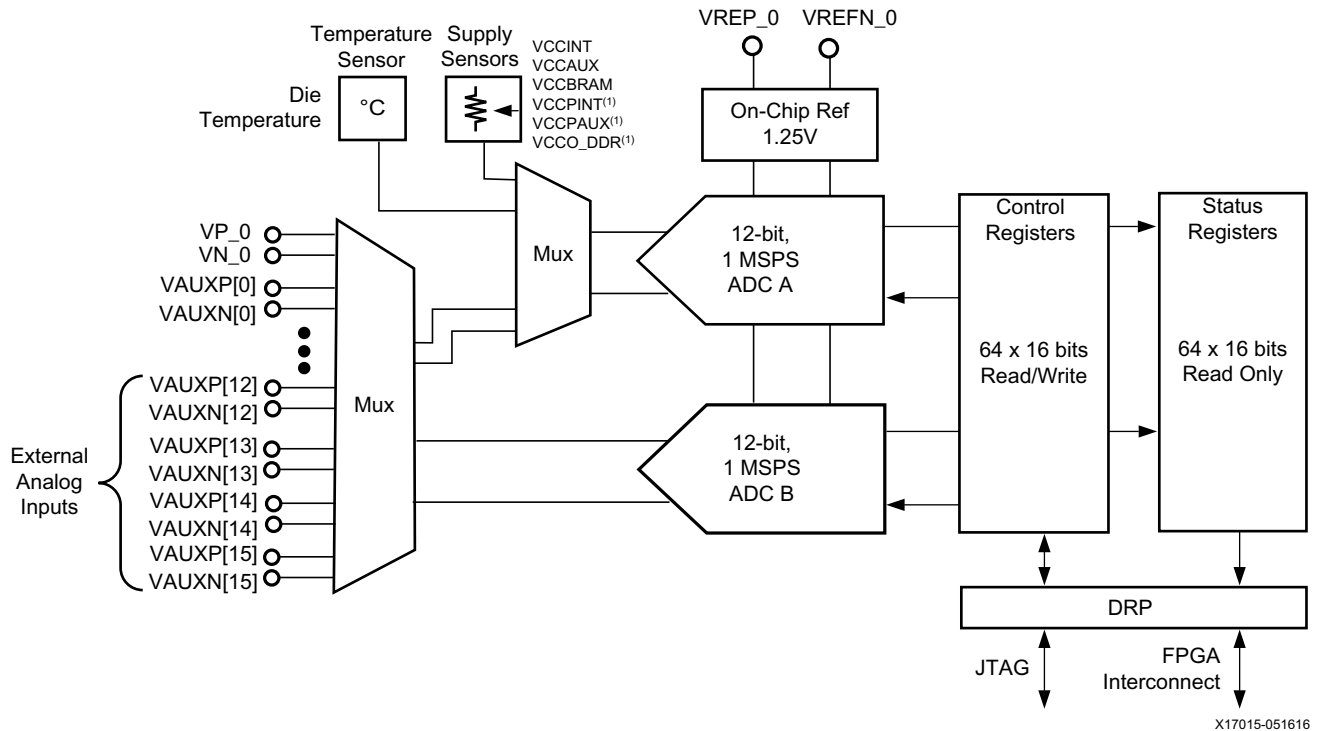 VREP_0 VREFN_0
Temperature
Sensor
Supply
Sensors
VCCINT
VCCAUX
VCCBRAM
VCCPINT(1)
VCCPAUX(1)
VCCO_DDR(1)
Die
Temperature
°C
On-Chip Ref
1.25V
VP_0
VN_0
VAUXP[0]
VAUXN[0]
VAUXP[12]
VAUXN[12]
VAUXP[13]
VAUXN[13]
VAUXP[14]
VAUXN[14]
VAUXP[15]
VAUXN[15]
External
Analog
Inputs
Mux
Mux
12-bit,
1 MSPS
ADC A
12-bit,
1 MSPS
ADC B
Control
Registers
64 x 16 bits
Read/Write
Status
Registers
64 x 16 bits
Read Only
DRP
JTAG
FPGA
Interconnect
X17015-051616